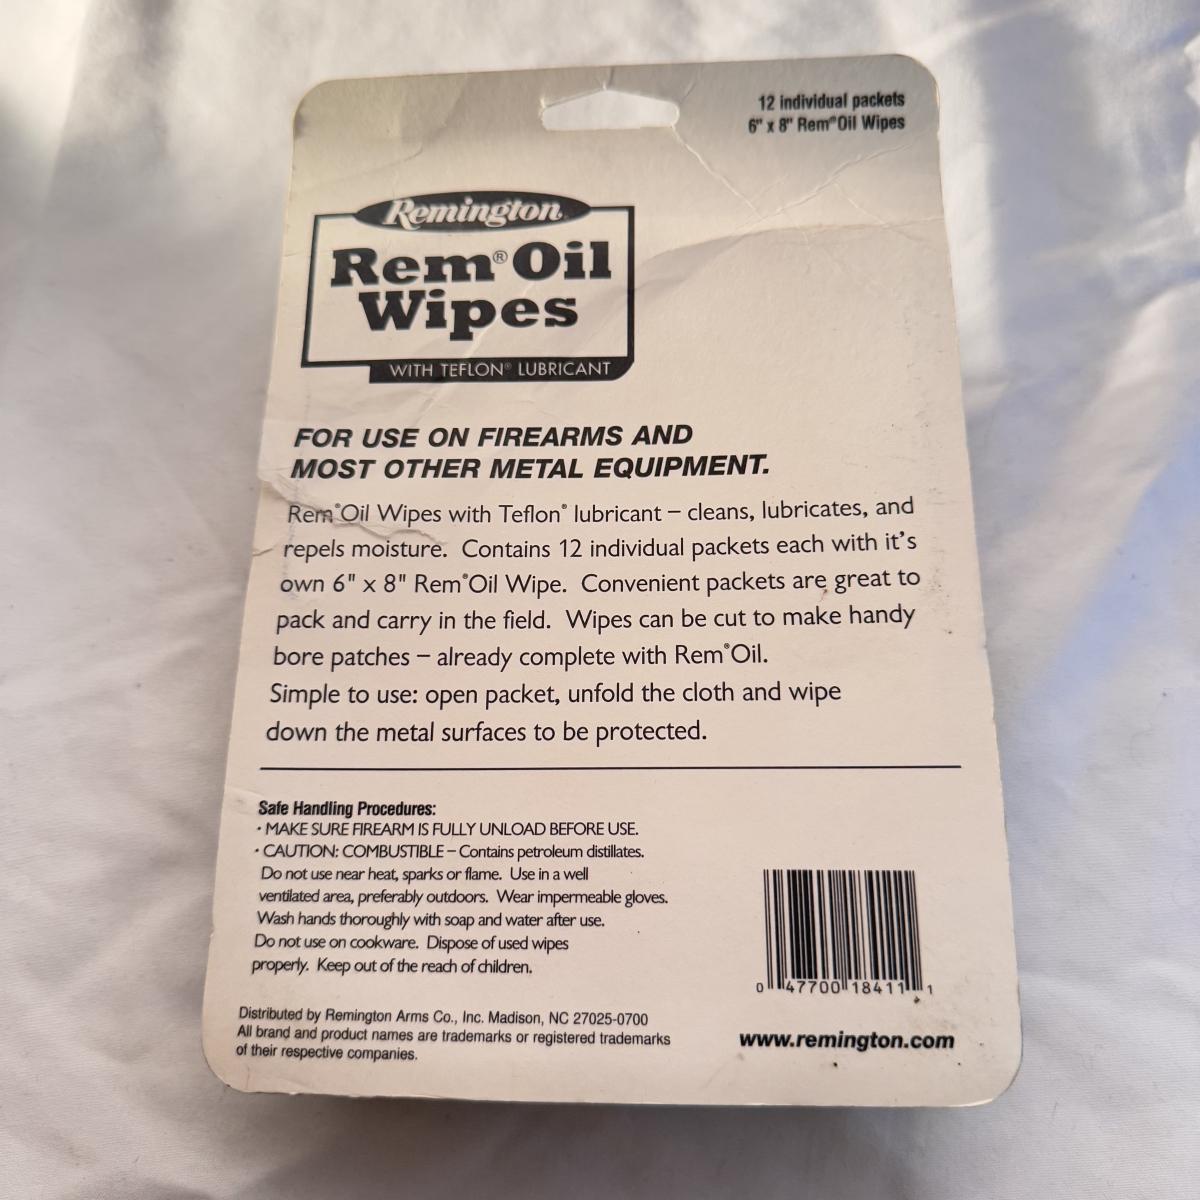 12 individual packets
6" x 8" Rem® Oil Wipes
Remington
Rem® Oil
Wipes
WITH TEFLON® LUBRICANT
FOR USE ON FIREARMS AND
MOST OTHER METAL EQUIPMENT.
Rem® Oil Wipes with Teflon® lubricant – cleans, lubricates, and
repels moisture. Contains 12 individual packets each with it's
own 6" x 8" Rem® Oil Wipe. Convenient packets are great to
pack and carry in the field. Wipes can be cut to make handy
bore patches – already complete with Rem® Oil.
Simple to use: open packet, unfold the cloth and wipe
down the metal surfaces to be protected.
Safe Handling Procedures:
• MAKE SURE FIREARM IS FULLY UNLOAD BEFORE USE.
• CAUTION: COMBUSTIBLE – Contains petroleum distillates.
Do not use near heat, sparks or flame. Use in a well
ventilated area, preferably outdoors. Wear impermeable gloves.
Wash hands thoroughly with soap and water after use.
Do not use on cookware. Dispose of used wipes
properly. Keep out of the reach of children.
0 47700 18411 1
Distributed by Remington Arms Co., Inc. Madison, NC 27025-0700
All brand and product names are trademarks or registered trademarks
of their respective companies.
www.remington.com